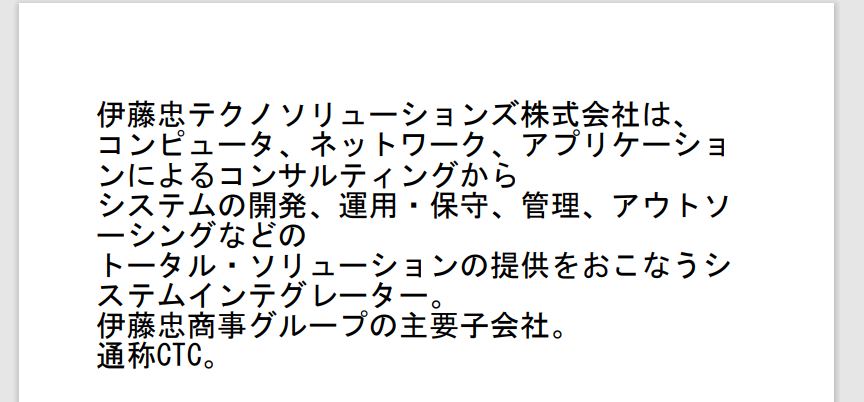 伊藤忠テクノソリューションズ株式会社は、
コンピュータ、ネットワーク、アプリケーショ
ンによるコンサルティングから
システムの開発、運用・保守、管理、アウトソ
ーシングなどの
トータル・ソリューションの提供をおこなうシ
ステムインテグレーター。
伊藤忠商事グループの主要子会社。
通称CTC。